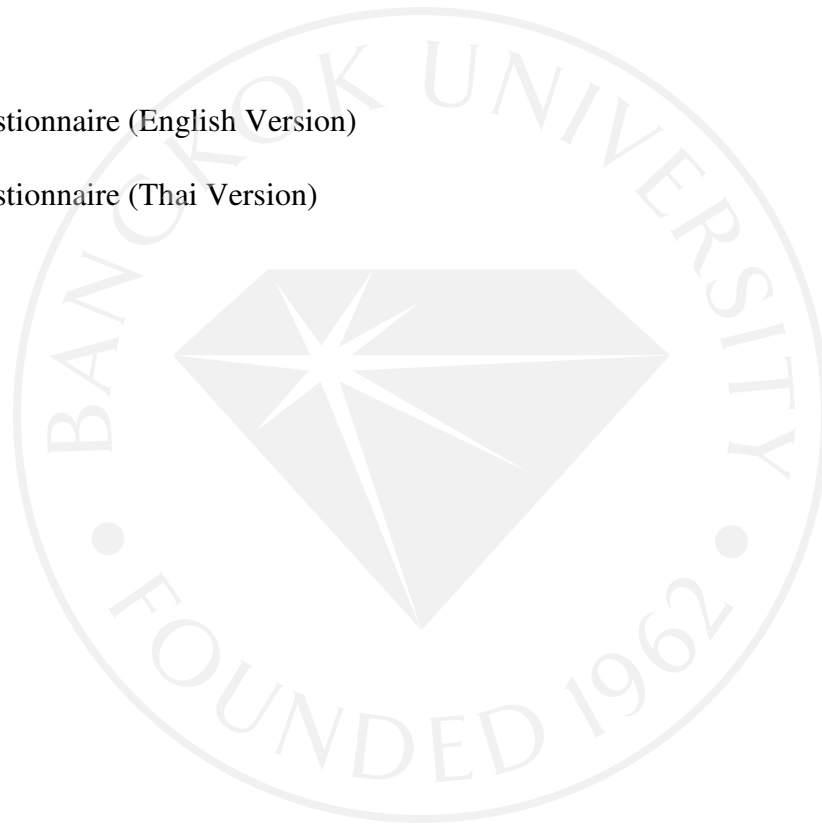 stionnaire (English Version)
stionnaire (Thai Version)
BANGKOK UNIVERSITY
FOUNDED 1962